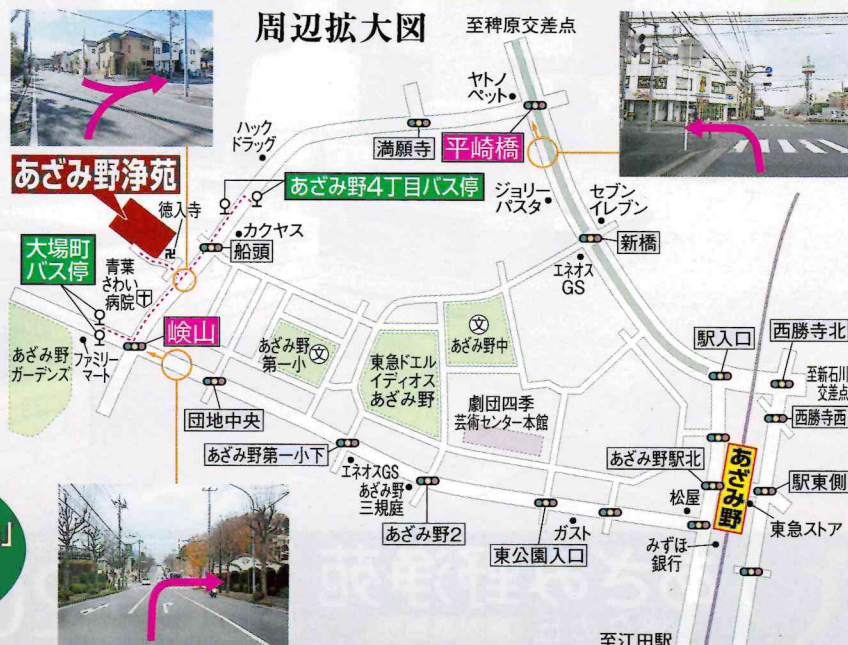 周辺拡大図
至稗原交差点
ヤトノ
ペット
ハック
ドラッグ
満願寺
平崎橋
あざみ野浄苑
徳入寺
あざみ野4丁目バス停
ジョリー
パスタ
セブン
イレブン
カクヤス
船頭
新橋
大場町
バス停
青葉
さわい
病院
エネオス
GS
嶮山
あざみ野
第一小
文
文
あざみ野中
駅入口
西勝寺北
あざみ野
ガーデンズ
ファミリー
マート
東急ドエル
イディオス
あざみ野
至新石川
交差点
劇団四季
芸術センター本館
団地中央
西勝寺西
あざみ野第一小下
あざみ野駅北
あざみ野
駅東側
エネオスGS
あざみ野
三規庭
松屋
あざみ野2
東公園入口
ガスト
東急ストア
みずほ
銀行
」
至江田駅